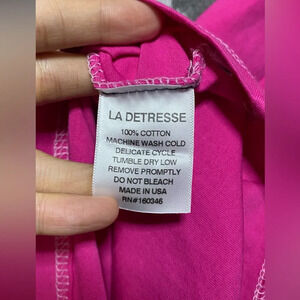 LA DETRESSE
100% COTTON
MACHINE WASH COLD
DELICATE CYCLE
TUMBLE DRY LOW
REMOVE PROMPTLY
DO NOT BLEACH
MADE IN USA
RN#160346